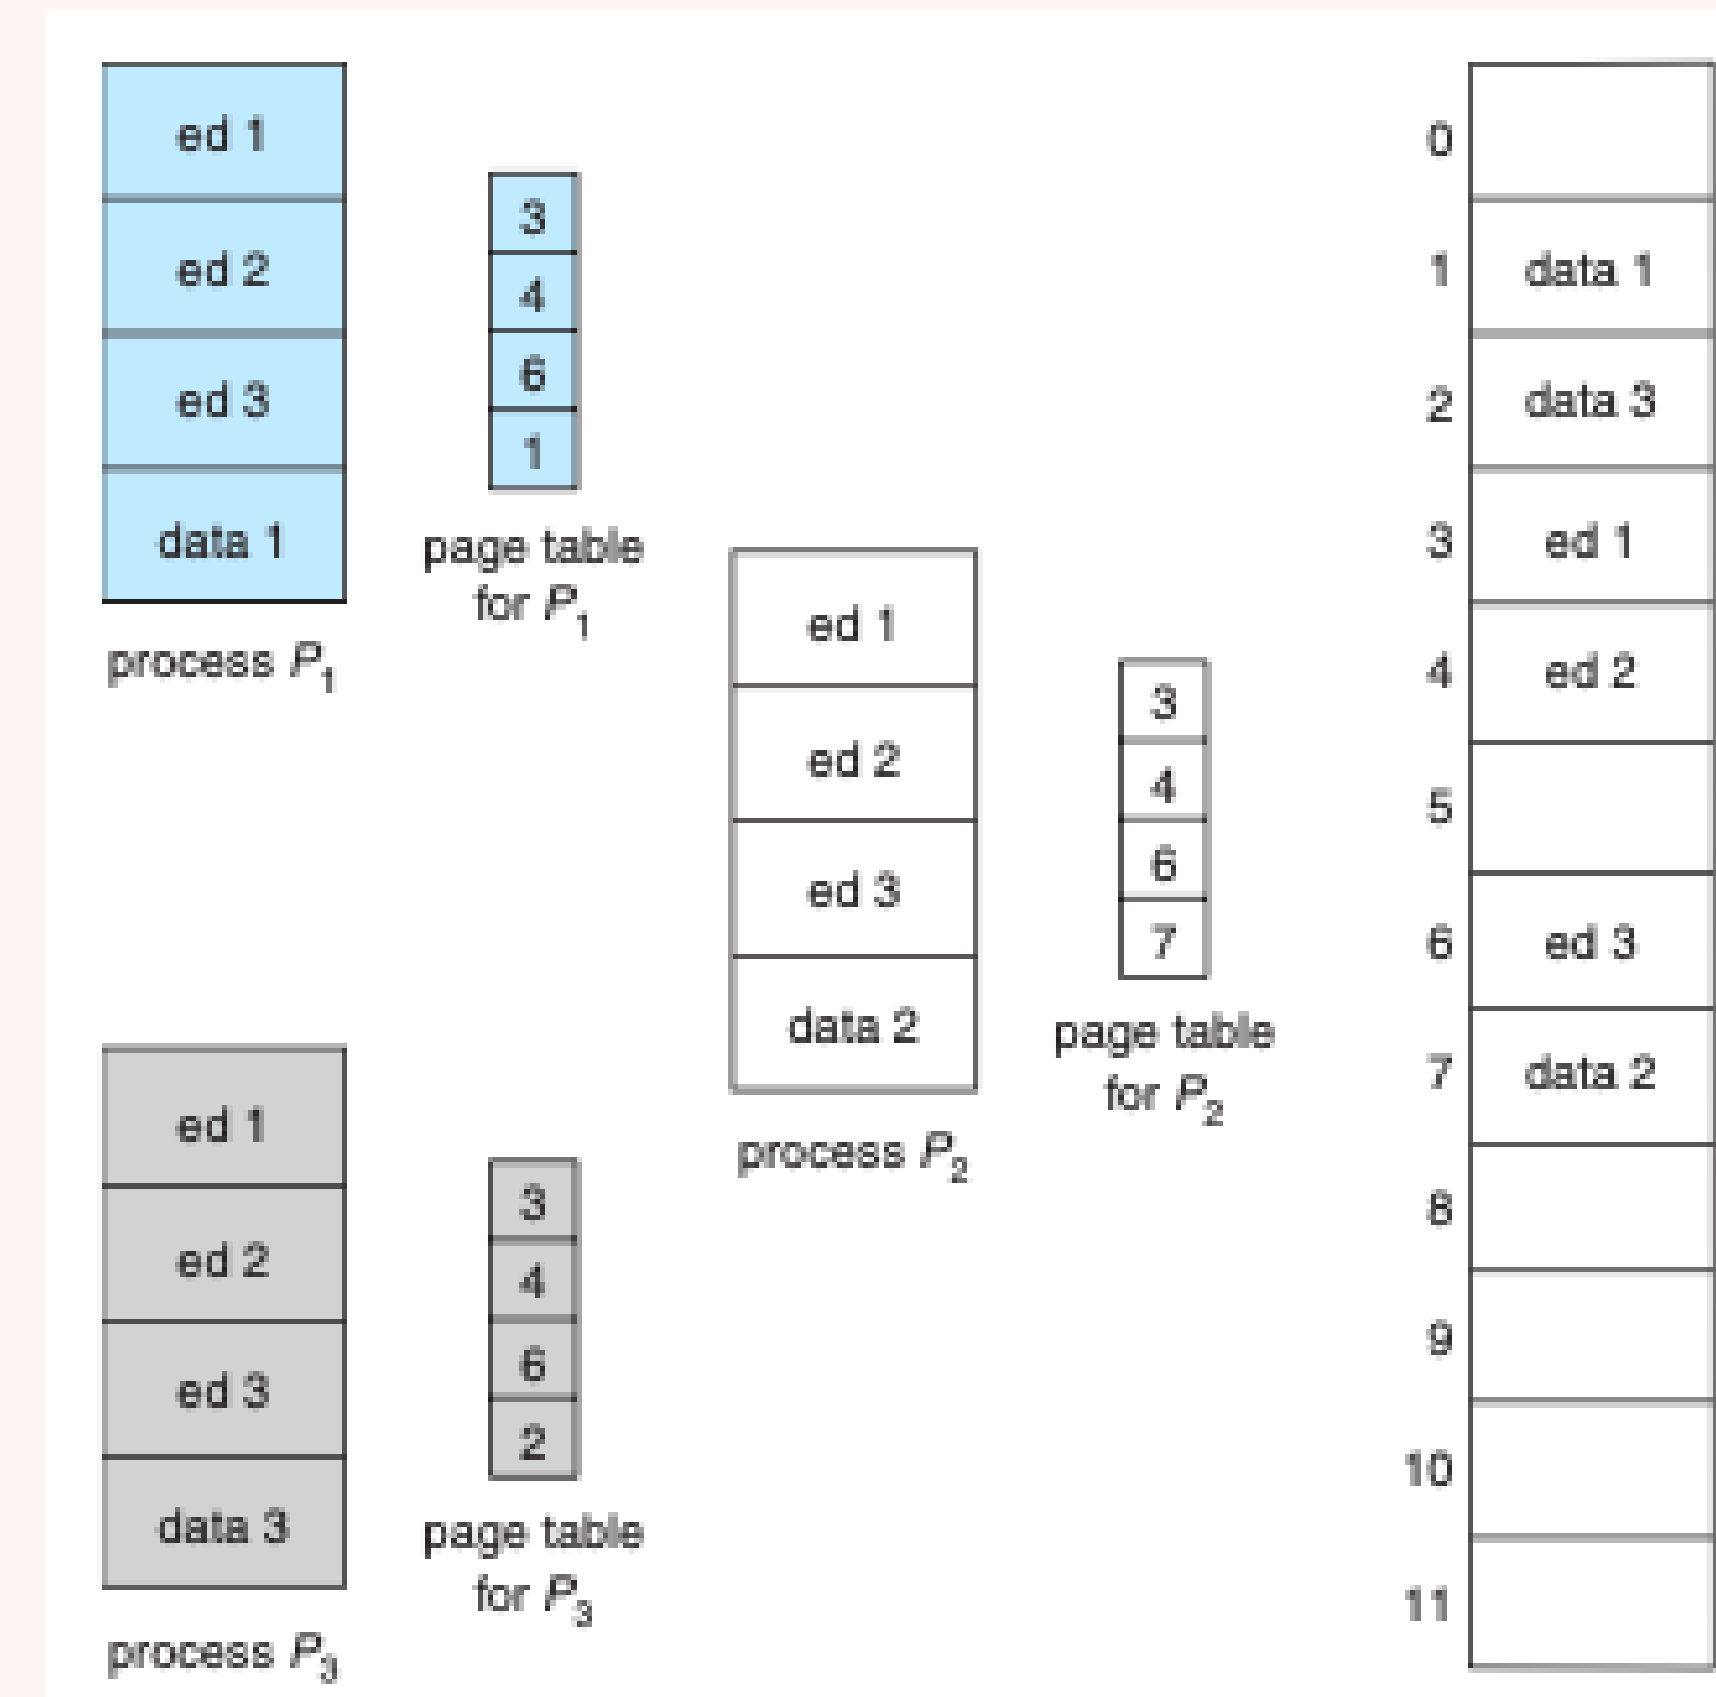 ed 1
ed 2
ed 3
data 1
process P1
3
4
6
1
page table
for P1
ed 1
ed 2
ed 3
data 2
process P2
3
4
6
7
page table
for P2
ed 1
ed 2
ed 3
data 3
process P3
3
4
6
2
page table
for P3
0
1 data 1
2 data 3
3 ed 1
4 ed 2
5
6 ed 3
7 data 2
8
9
10
11